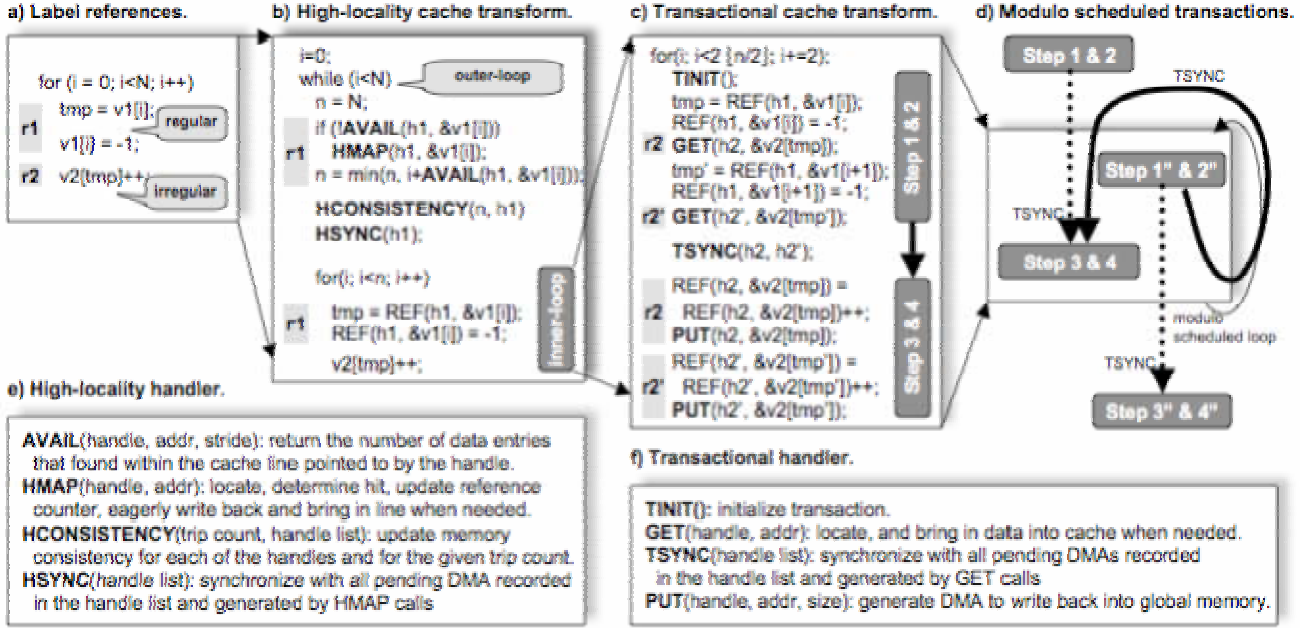 a) Label references.
for (i = 0; i<N; i++)
tmp = v1[i];
regular
r1
v1[i] = -1;
r2 v2[tmp]++;
irregular
b) High-locality cache transform.
i=0;
while (i<N)
outer-loop
n = N;
if (!AVAIL(h1, &v1[i]))
r1
HMAP(h1, &v1[i]);
n = min(n, i+AVAIL(h1, &v1[i]));
HCONSISTENCY(n, h1)
HSYNC(h1);
for(i; i<n; i++)
r1
tmp = REF(h1, &v1[i]);
REF(h1, &v1[i]) = -1;
v2[tmp]++;
inner-loop
c) Transactional cache transform.
for(i; i<2 {n/2}; i+=2);
TINIT();
tmp = REF(h1, &v1[i]);
REF(h1, &v1[i]) = -1;
r2 GET(h2, &v2[tmp]);
tmp' = REF(h1, &v1[i+1]);
REF(h1, &v1[i+1]) = -1;
r2' GET(h2', &v2[tmp']);
TSYNC(h2, h2');
REF(h2, &v2[tmp]) =
r2 REF(h2, &v2[tmp])++;
PUT(h2, &v2[tmp]);
REF(h2', &v2[tmp']) =
r2' REF(h2', &v2[tmp'])++;
PUT(h2', &v2[tmp']);
Step 1 & 2
Step 3 & 4
d) Modulo scheduled transactions.
Step 1 & 2
TSYNC
Step 1" & 2"
TSYNC
Step 3 & 4
modulo
scheduled loop
TSYNC
Step 3" & 4"
e) High-locality handler.
AVAIL(handle, addr, stride): return the number of data entries
that found within the cache line pointed to by the handle.
HMAP(handle, addr): locate, determine hit, update reference
counter, eagerly write back and bring in line when needed.
HCONSISTENCY(trip count, handle list): update memory
consistency for each of the handles and for the given trip count.
HSYNC(handle list): synchronize with all pending DMA recorded
in the handle list and generated by HMAP calls
f) Transactional handler.
TINIT(): initialize transaction.
GET(handle, addr): locate, and bring in data into cache when needed.
TSYNC(handle list): synchronize with all pending DMAs recorded
in the handle list and generated by GET calls
PUT(handle, addr, size): generate DMA to write back into global memory.